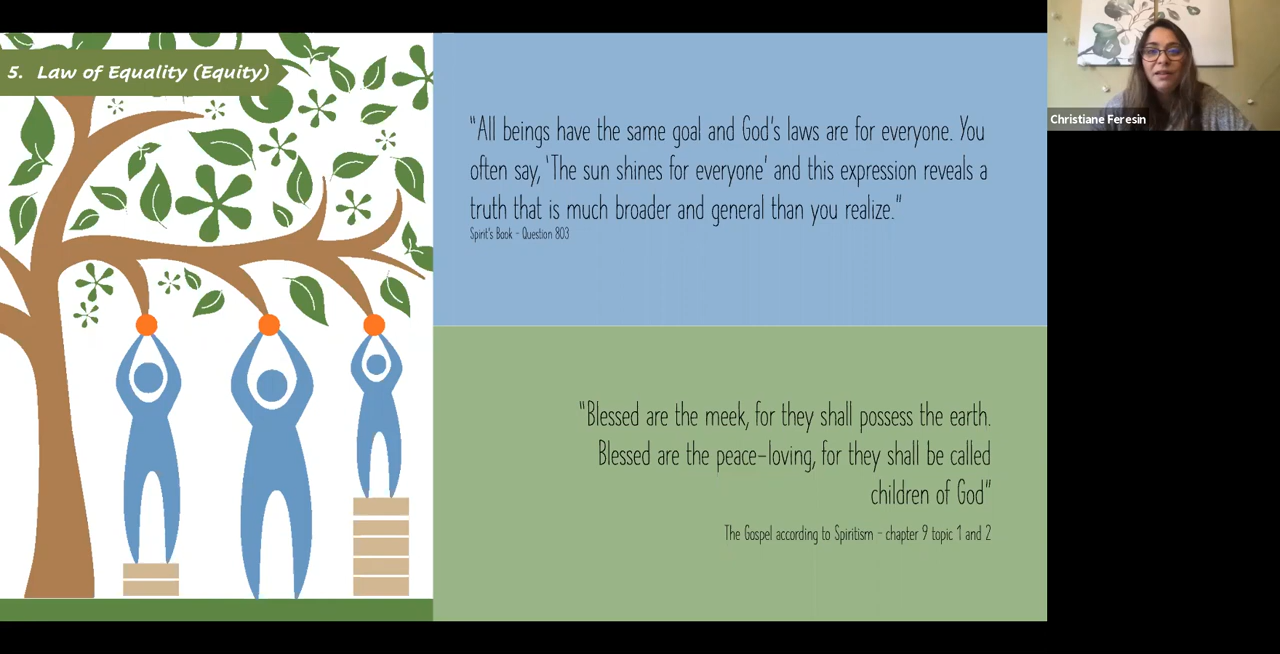 5. Law of Equality (Equity)
"All beings have the same goal and God's laws are for everyone. You
often say, 'The sun shines for everyone' and this expression reveals a
truth that is much broader and general than you realize."
Spirit's Book - Question 803
"Blessed are the meek, for they shall possess the earth.
Blessed are the peace-loving, for they shall be called
children of God"
The Gospel according to Spiritism - chapter 9 topic 1 and 2
Christiane Feresin